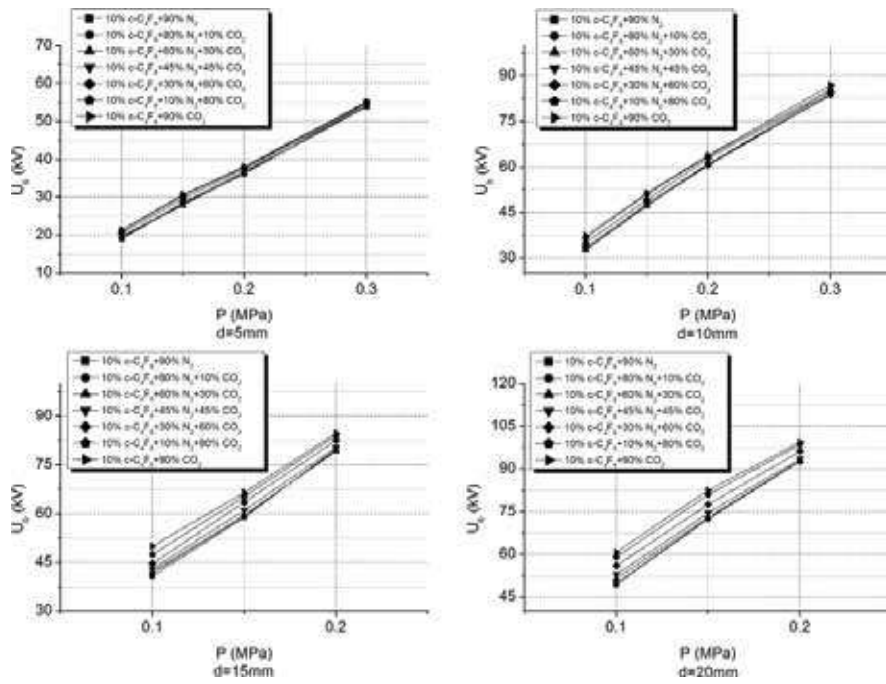 10% c-C₄F₈+90% N₂
10% c-C₄F₈+80% N₂+10% CO₂
10% c-C₄F₈+60% N₂+30% CO₂
10% c-C₄F₈+45% N₂+45% CO₂
10% c-C₄F₈+30% N₂+60% CO₂
10% c-C₄F₈+10% N₂+80% CO₂
10% c-C₄F₈+90% CO₂
70
60
50
40
30
20
10
U_b (kV)
0.1 0.2 0.3
P (MPa)
d=5mm
10% c-C₄F₈+90% N₂
10% c-C₄F₈+80% N₂+10% CO₂
10% c-C₄F₈+60% N₂+30% CO₂
10% c-C₄F₈+45% N₂+45% CO₂
10% c-C₄F₈+30% N₂+60% CO₂
10% c-C₄F₈+10% N₂+80% CO₂
10% c-C₄F₈+90% CO₂
90
75
60
45
30
U_b (kV)
0.1 0.2 0.3
P (MPa)
d=10mm
10% c-C₄F₈+90% N₂
10% c-C₄F₈+80% N₂+10% CO₂
10% c-C₄F₈+60% N₂+30% CO₂
10% c-C₄F₈+45% N₂+45% CO₂
10% c-C₄F₈+30% N₂+60% CO₂
10% c-C₄F₈+10% N₂+80% CO₂
10% c-C₄F₈+90% CO₂
90
75
60
45
30
U_b (kV)
0.1 0.2
P (MPa)
d=15mm
10% c-C₄F₈+90% N₂
10% c-C₄F₈+80% N₂+10% CO₂
10% c-C₄F₈+60% N₂+30% CO₂
10% c-C₄F₈+45% N₂+45% CO₂
10% c-C₄F₈+30% N₂+60% CO₂
10% c-C₄F₈+10% N₂+80% CO₂
10% c-C₄F₈+90% CO₂
120
105
90
75
60
45
U_b (kV)
0.1 0.2
P (MPa)
d=20mm